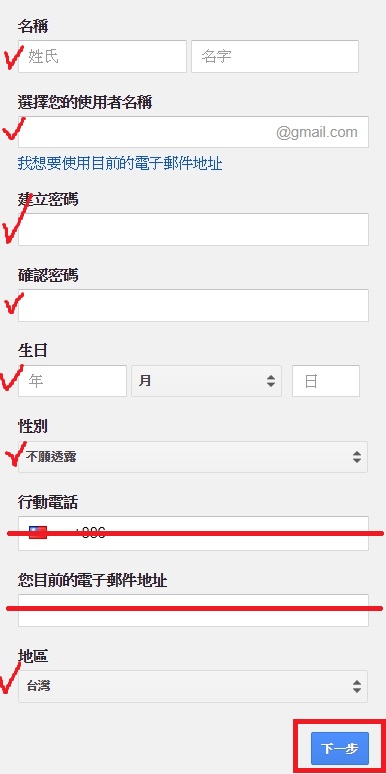 名稱
姓氏 名字
選擇您的使用者名稱
@gmail.com
我想要使用目前的電子郵件地址
建立密碼
確認密碼
生日
年 月 日
性別
不願透露
行動電話
+886
您目前的電子郵件地址
地區
台灣
下一步